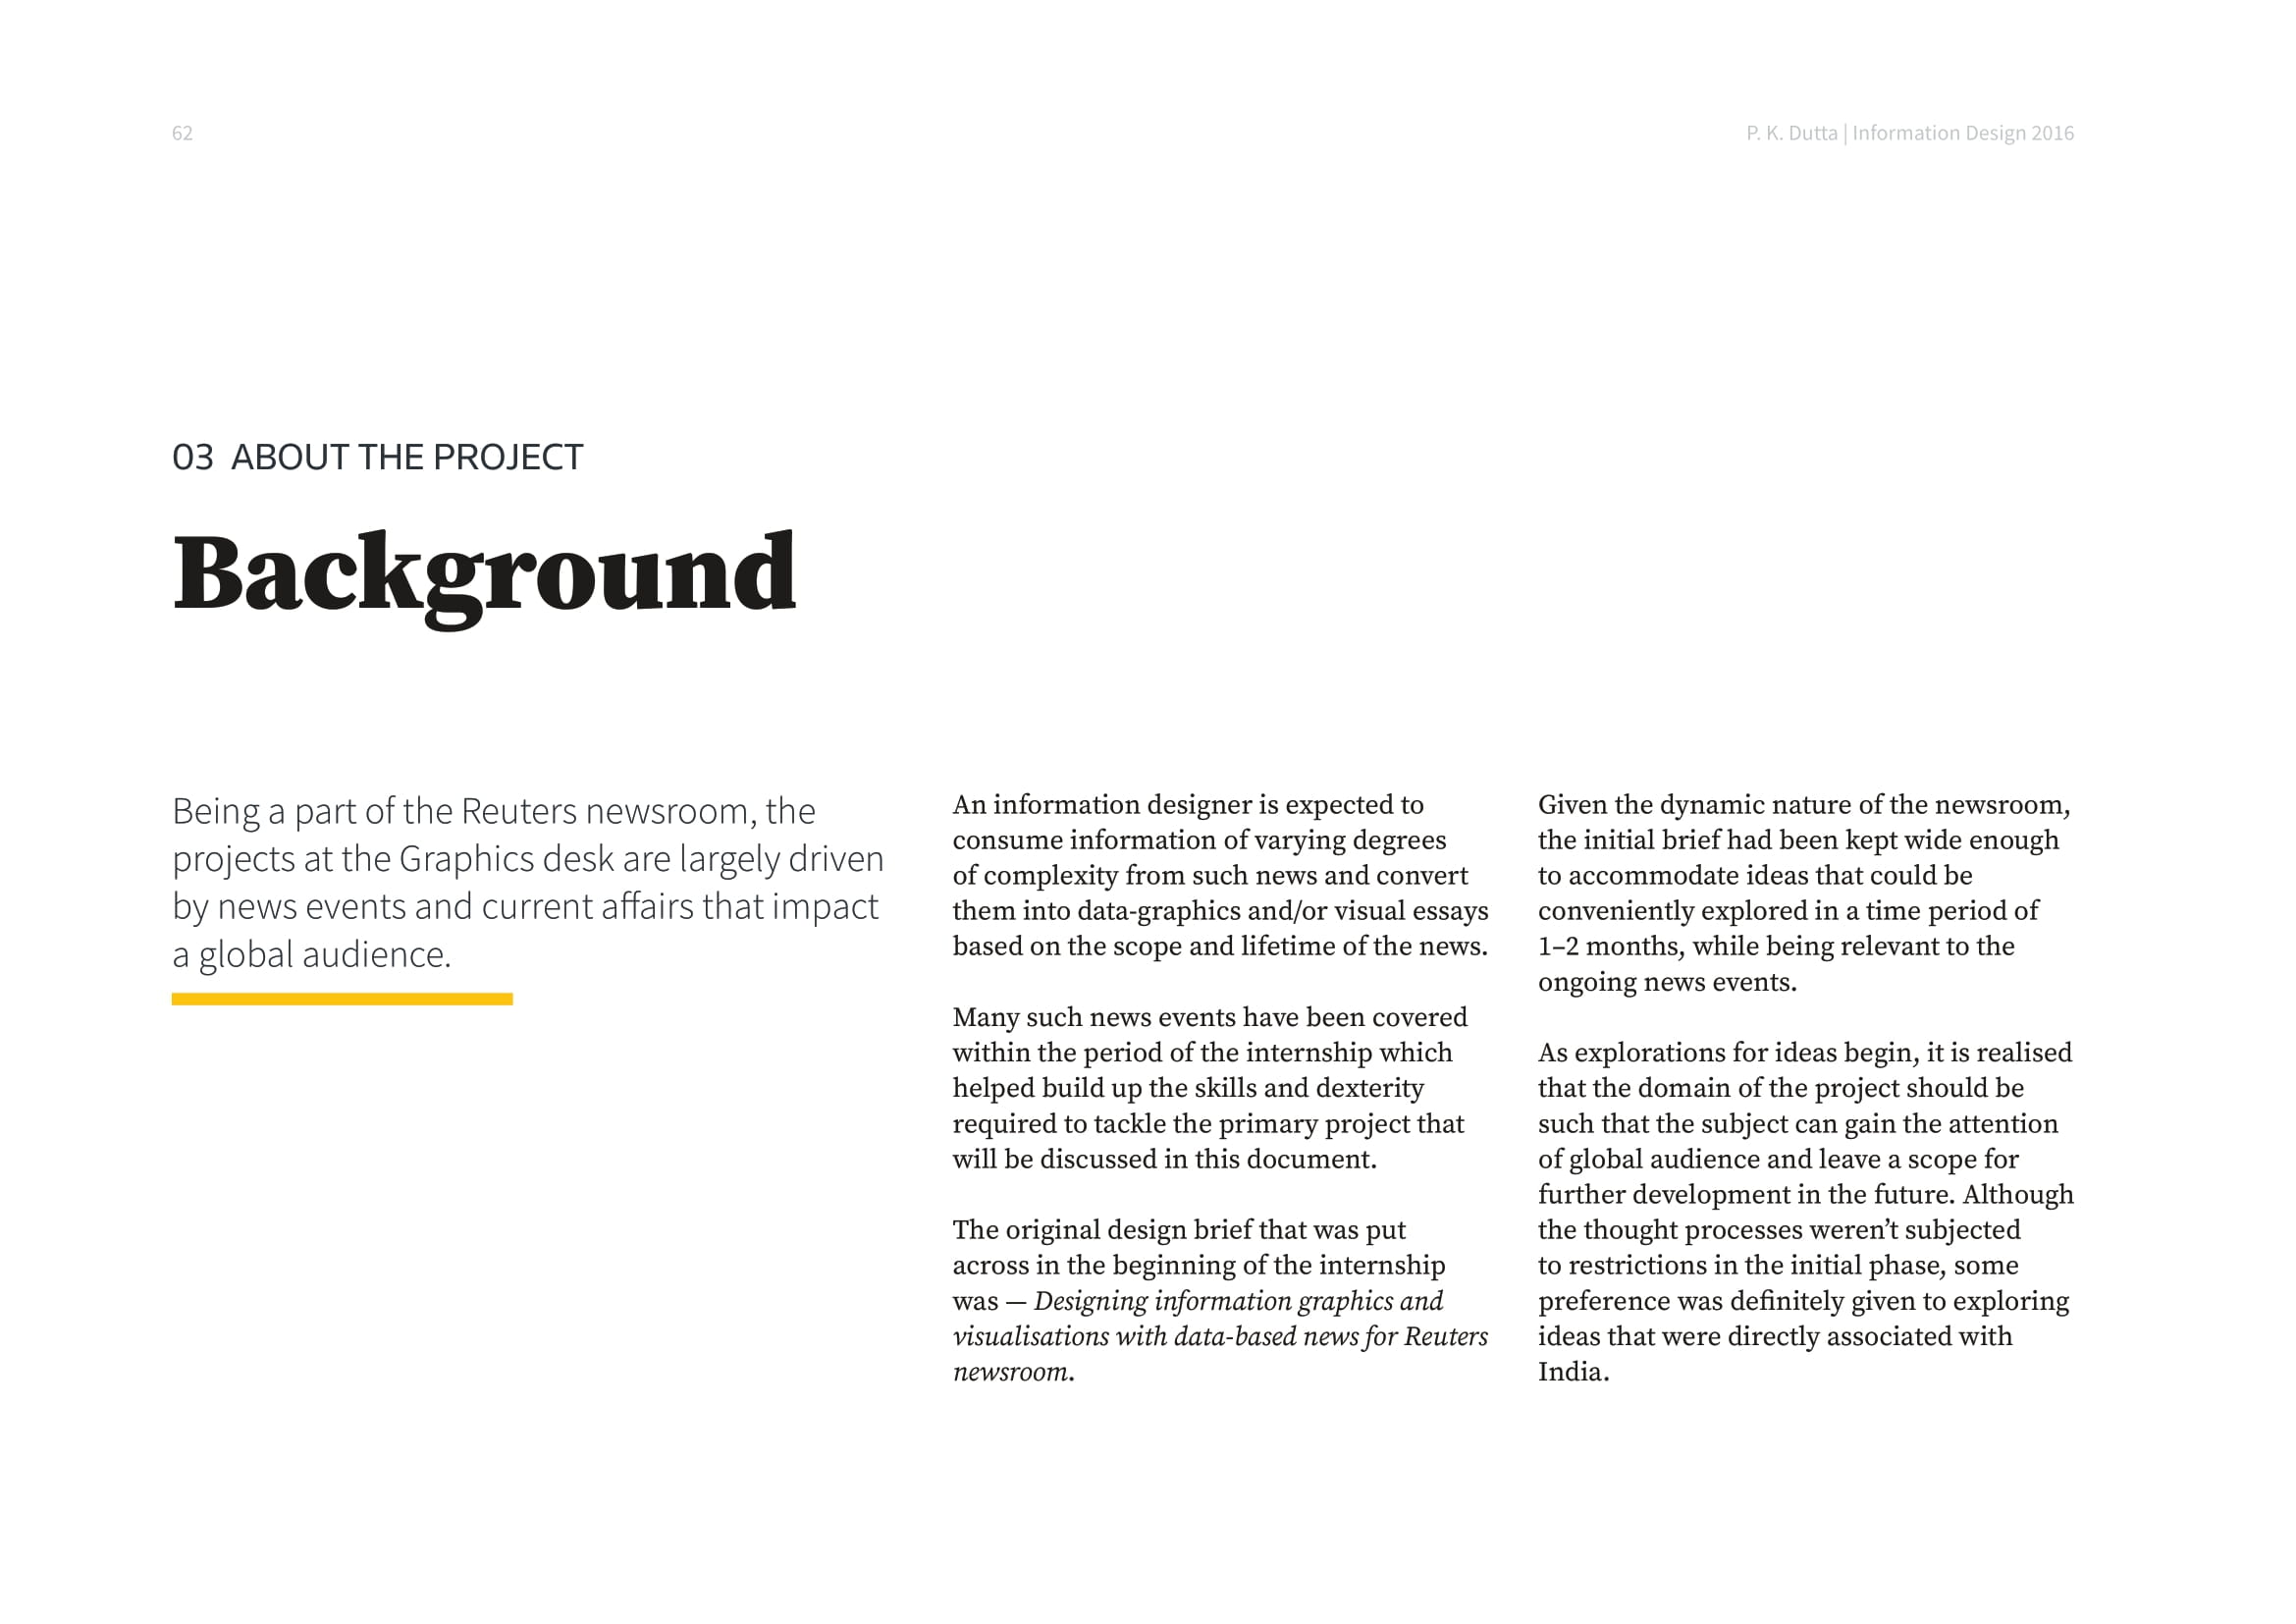 62
P. K. Dutta | Information Design 2016
03 ABOUT THE PROJECT
Background
Being a part of the Reuters newsroom, the
projects at the Graphics desk are largely driven
by news events and current affairs that impact
a global audience.
An information designer is expected to
consume information of varying degrees
of complexity from such news and convert
them into data-graphics and/or visual essays
based on the scope and lifetime of the news.
Many such news events have been covered
within the period of the internship which
helped build up the skills and dexterity
required to tackle the primary project that
will be discussed in this document.
The original design brief that was put
across in the beginning of the internship
was — Designing information graphics and
visualisations with data-based news for Reuters
newsroom.
Given the dynamic nature of the newsroom,
the initial brief had been kept wide enough
to accommodate ideas that could be
conveniently explored in a time period of
1–2 months, while being relevant to the
ongoing news events.
As explorations for ideas begin, it is realised
that the domain of the project should be
such that the subject can gain the attention
of global audience and leave a scope for
further development in the future. Although
the thought processes weren’t subjected
to restrictions in the initial phase, some
preference was definitely given to exploring
ideas that were directly associated with
India.